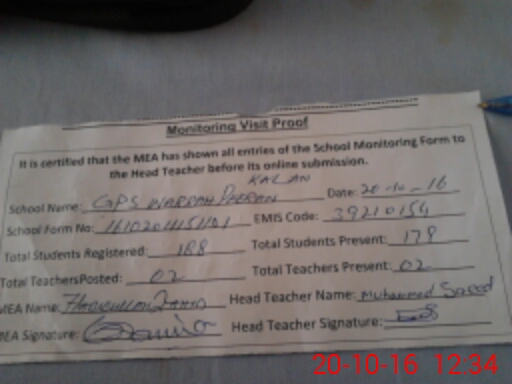 Monitoring Visit Proof
It is certified that the MEA has shown all entries of the School Monitoring Form to
the Head Teacher before its online submission.
KALAN
School Name: GPS Date: 20-10-16
School Form No: EMIS Code: 39210154
Total Students Registered: 188 Total Students Present: 179
Total TeachersPosted: 02 Total Teachers Present: 02
MEA Name: Head Teacher Name: Muhammad Saeed
MEA Signature: Head Teacher Signature:
20-10-16 12:34